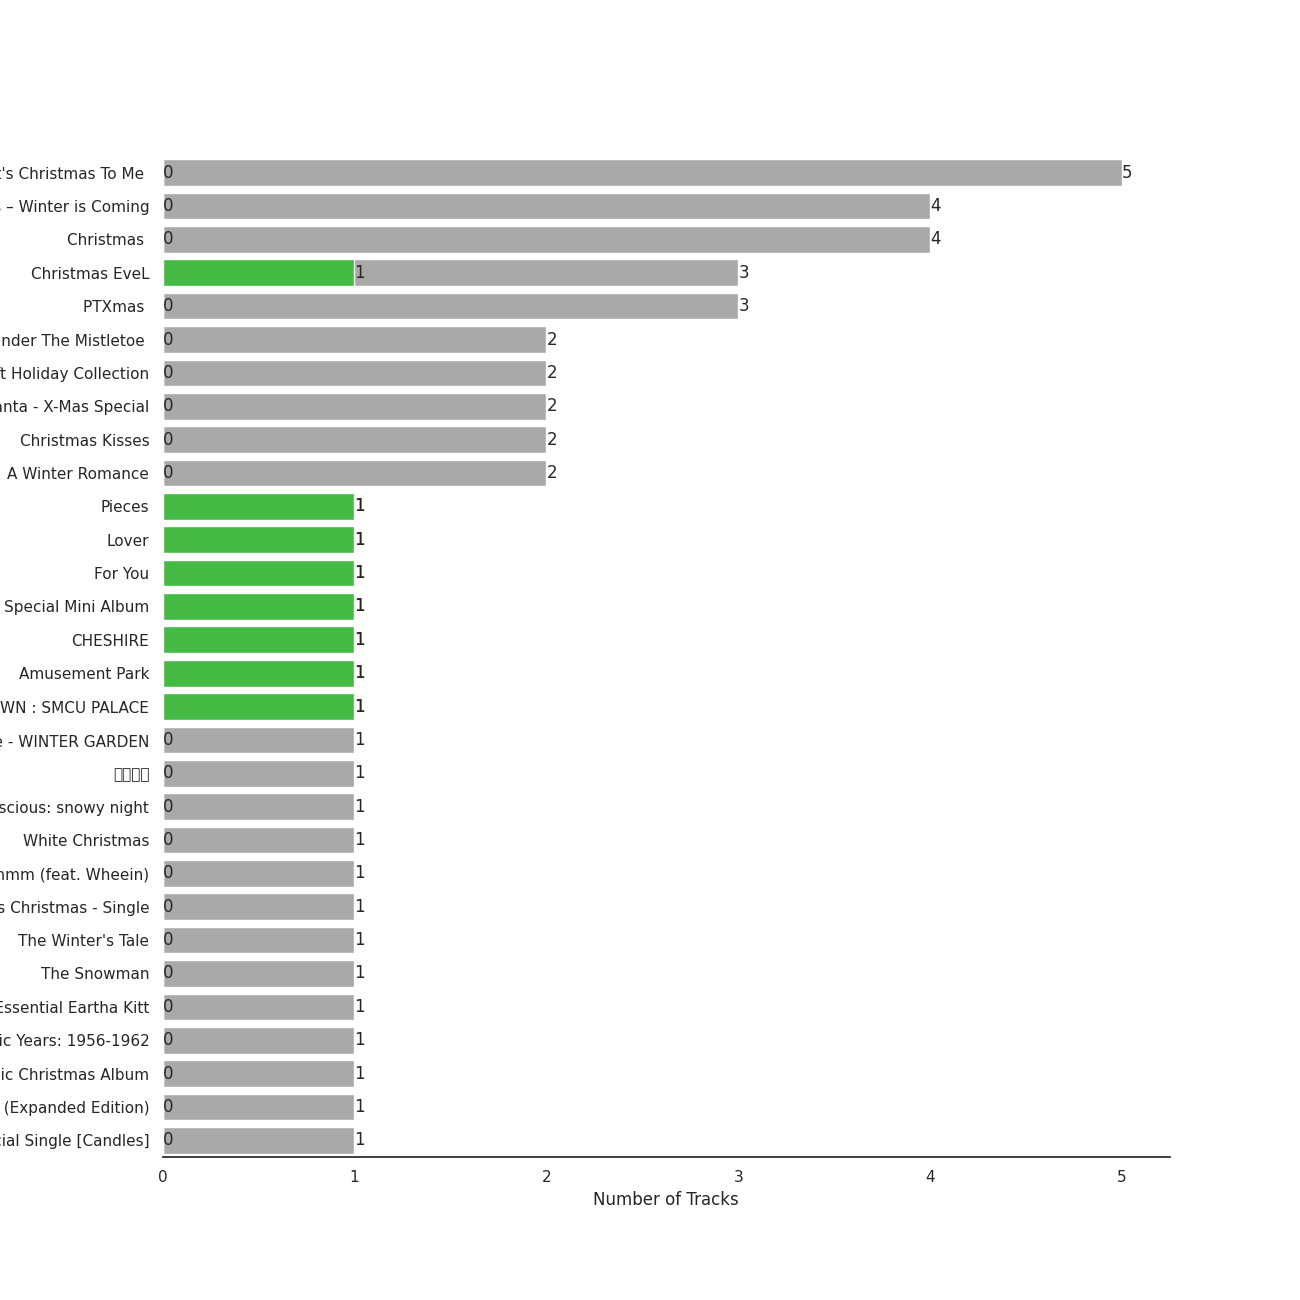 's Christmas To Me 0 5
– Winter is Coming 0 4
Christmas 0 4
Christmas EveL 1 3
PTXmas 0 3
nder The Mistletoe 0 2
t Holiday Collection 0 2
anta - X-Mas Special 0 2
Christmas Kisses 0 2
A Winter Romance 0 2
Pieces 1
Lover 1
For You 1
Special Mini Album 1
CHESHIRE 1
Amusement Park 1
WN : SMCU PALACE 1
e - WINTER GARDEN 0 1
0 1
scious: snowy night 0 1
White Christmas 0 1
mm (feat. Wheein) 0 1
s Christmas - Single 0 1
The Winter's Tale 0 1
The Snowman 0 1
Essential Eartha Kitt 0 1
ic Years: 1956-1962 0 1
ic Christmas Album 0 1
(Expanded Edition) 0 1
cial Single [Candles] 0 1
0 1 2 3 4 5
Number of Tracks